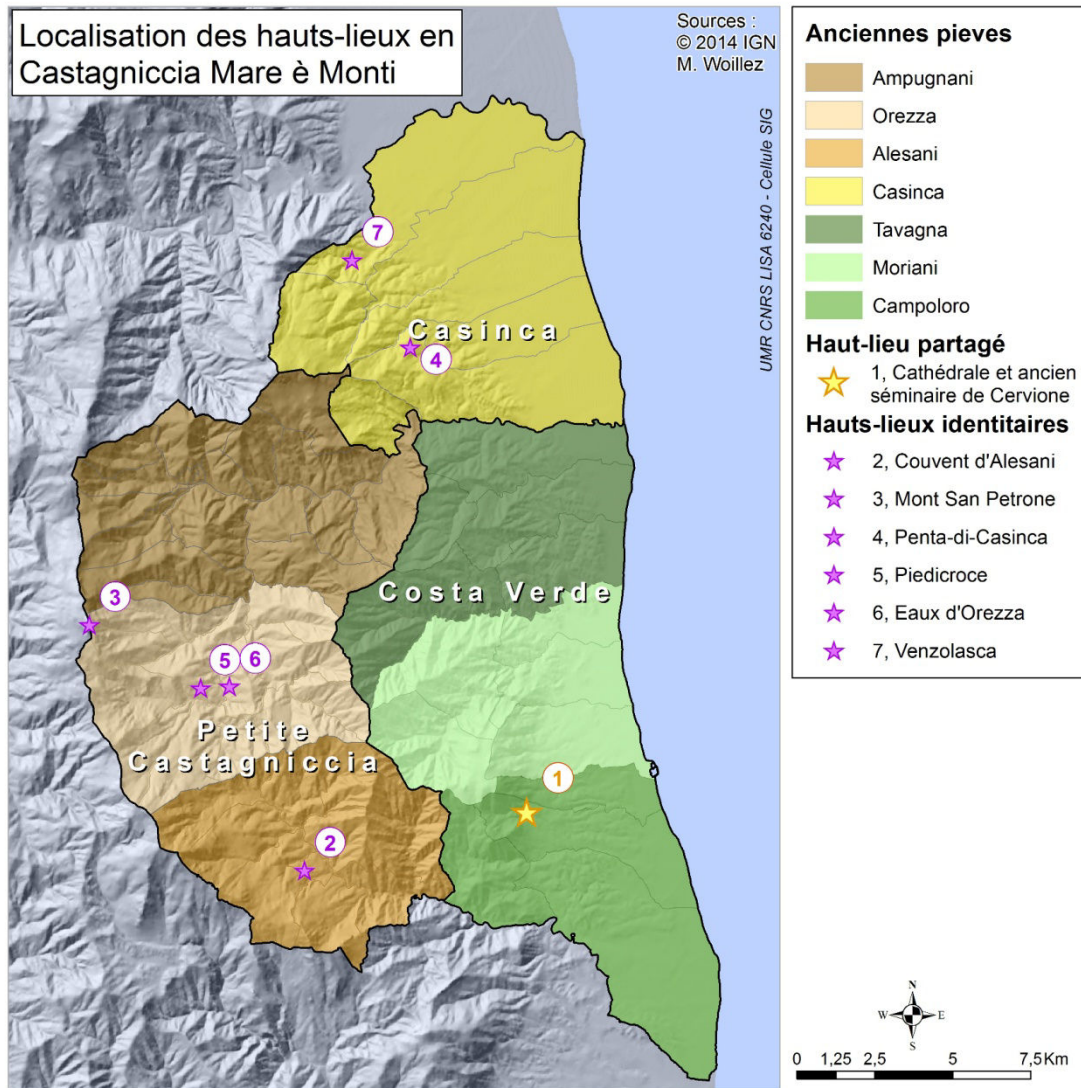 Localisation des hauts-lieux en
Castagniccia Mare è Monti
Sources :
© 2014 IGN
M. Woillez
UMR CNRS LISA 6240 - Cellule SIG
7
Casinca
4
Costa Verde
3
5 6
Petite
Castagniccia
1
2
Anciennes pieves
Ampugnani
Orezza
Alesani
Casinca
Tavagna
Moriani
Campoloro
Haut-lieu partagé
1, Cathédrale et ancien
séminaire de Cervione
Hauts-lieux identitaires
2, Couvent d'Alesani
3, Mont San Petrone
4, Penta-di-Casinca
5, Piedicroce
6, Eaux d'Orezza
7, Venzolasca
N
W E
S
0 1,25 2,5 5 7,5 Km